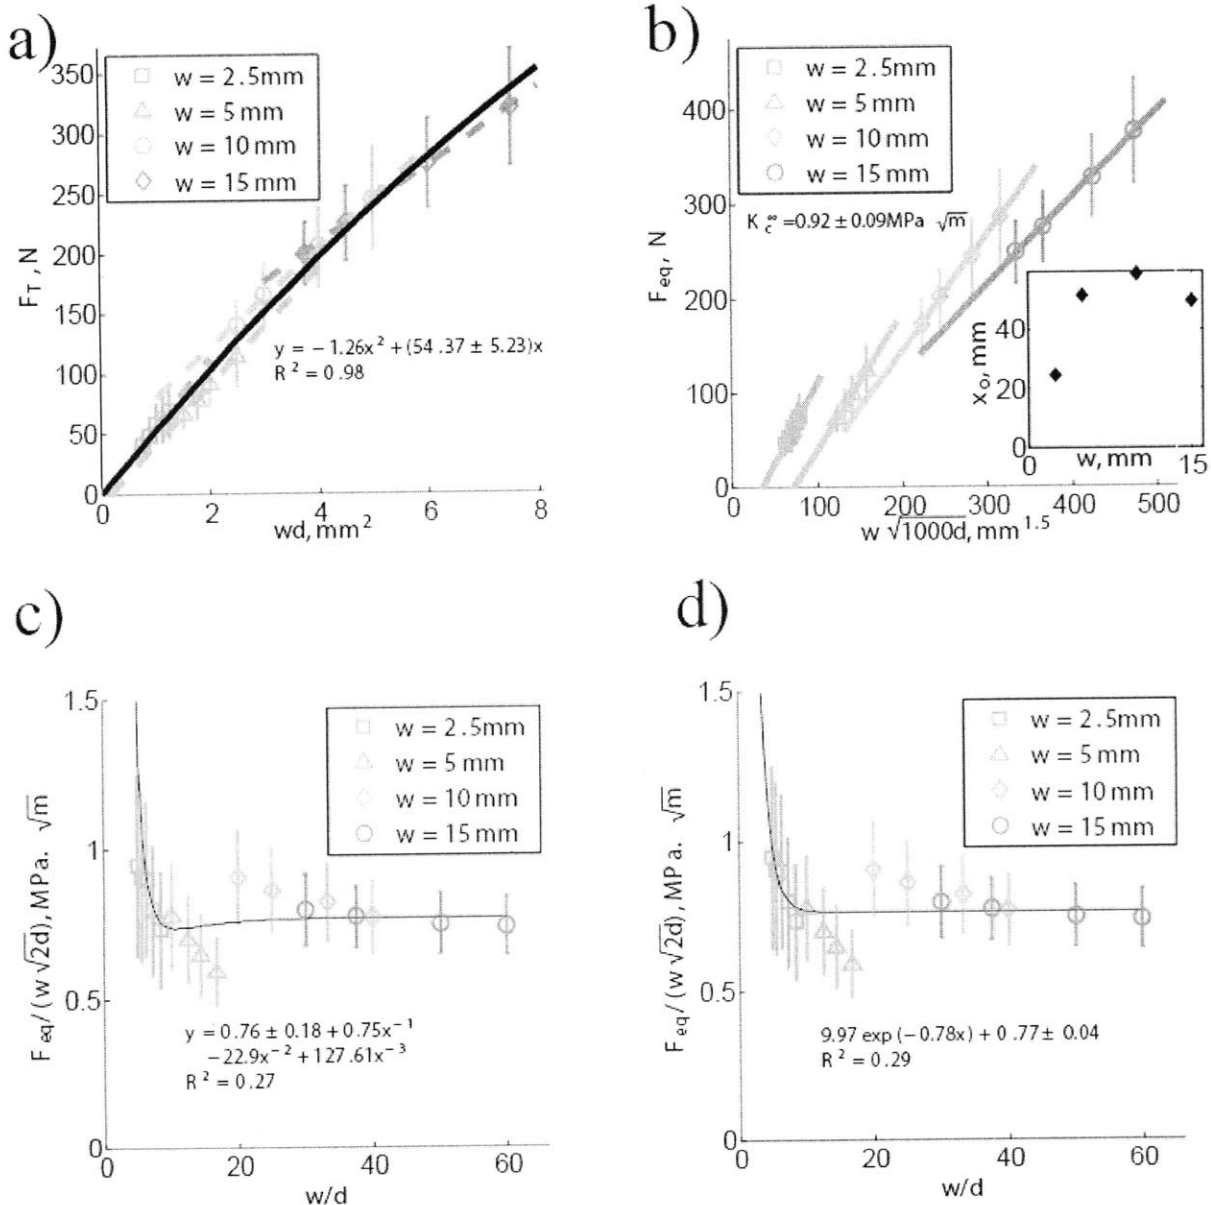 a)
350
300
250
200
150
100
50
0
F_T, N
w = 2.5mm
w = 5 mm
w = 10 mm
w = 15 mm
y = −1.26x² + (54.37 ± 5.23)x
R² = 0.98
0 2 4 6 8
wd, mm²
b)
400
300
200
100
0
F_eq, N
w = 2.5mm
w = 5 mm
w = 10 mm
w = 15 mm
K_c^∞ =0.92 ± 0.09MPa √m
40
20
0
x_o, mm
0 15
w, mm
0 100 200 300 400 500
w √1000d, mm^1.5
c)
1.5
1
0.5
0
F_eq/ (w √2d), MPa. √m
w = 2.5mm
w = 5 mm
w = 10 mm
w = 15 mm
y = 0.76 ± 0.18 + 0.75x⁻¹
−22.9x⁻² + 127.61x⁻³
R² = 0.27
0 20 40 60
w/d
d)
1.5
1
0.5
0
F_eq/ (w √2d), MPa. √m
w = 2.5mm
w = 5 mm
w = 10 mm
w = 15 mm
9.97 exp (−0.78x) + 0.77± 0.04
R² = 0.29
0 20 40 60
w/d